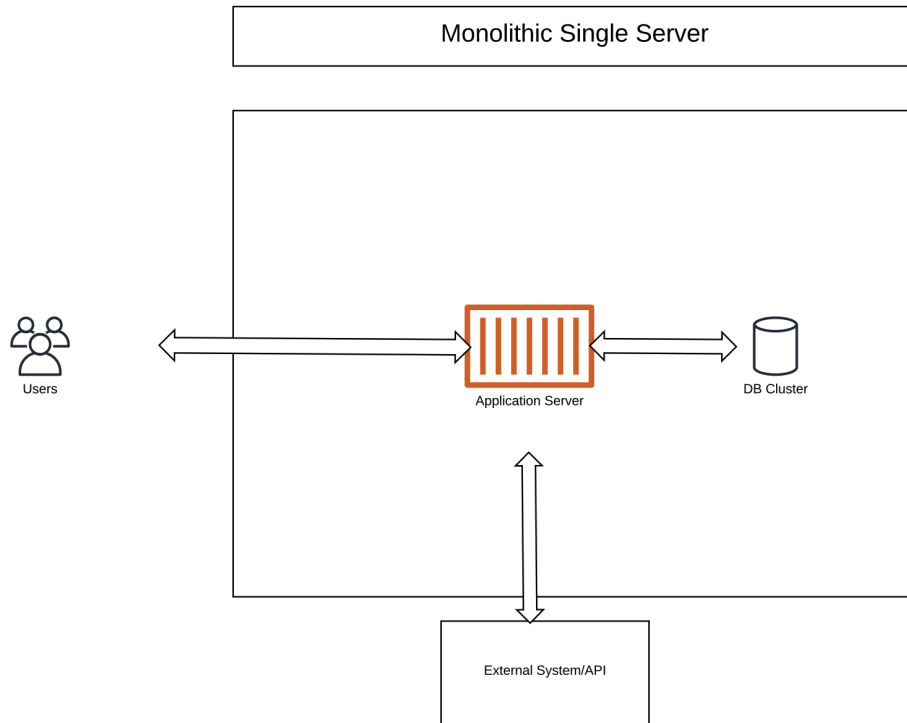 Monolithic Single Server
Users
Application Server
DB Cluster
External System/API